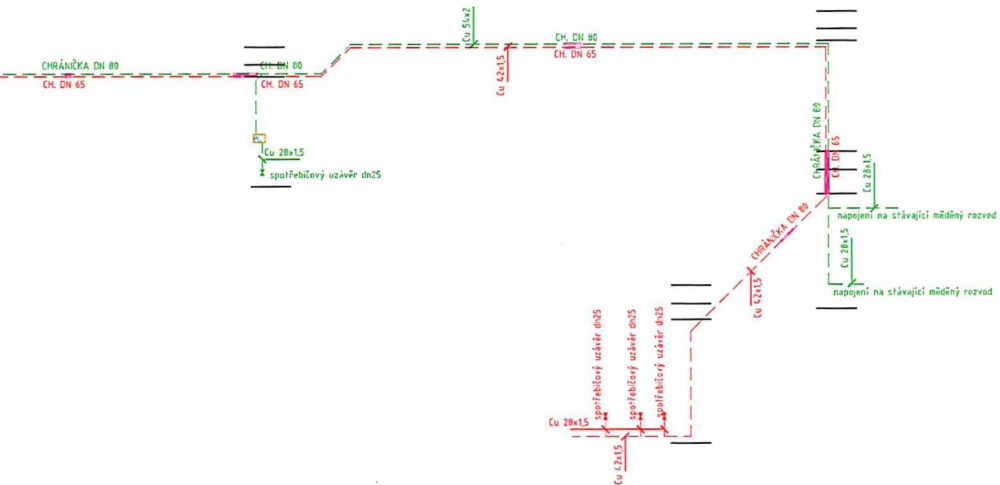 Cu 54x2
CH. DN 80
CH. DN 65
Cu 42x1,5
CHRÁNIČKA DN 80
CH. DN 65
CH. DN 80
CH. DN 65
Cu 28x1,5
spotřebičový uzávěr dn25
CHRÁNIČKA DN 80
CH. DN 65
Cu 28x1,5
napojení na stávající měděný rozvod
Cu 28x1,5
napojení na stávající měděný rozvod
CHRÁNIČKA DN 80
Cu 42x1,5
spotřebičový uzávěr dn25
spotřebičový uzávěr dn25
spotřebičový uzávěr dn25
Cu 28x1,5
Cu 42x1,5